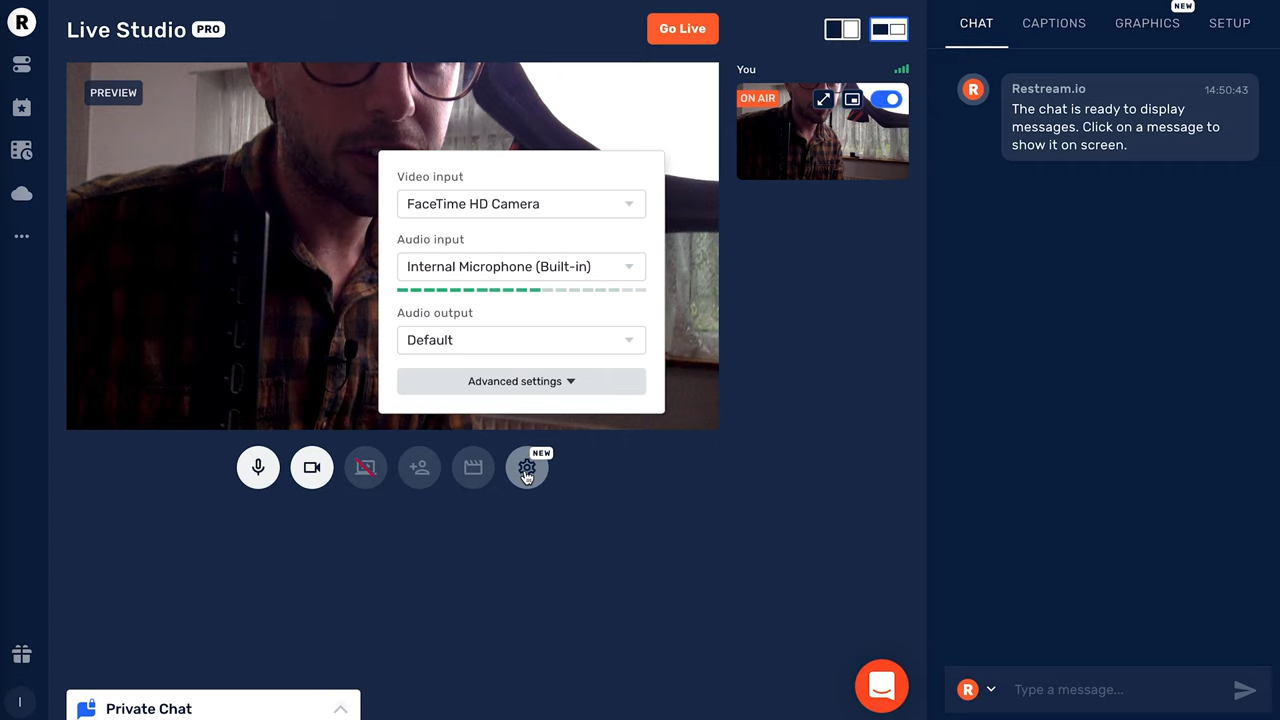 R
Live Studio PRO
Go Live
PREVIEW
Video input
FaceTime HD Camera
Audio input
Internal Microphone (Built-in)
Audio output
Default
Advanced settings
NEW
You
ON AIR
I
Private Chat
NEW
CHAT CAPTIONS GRAPHICS SETUP
R
Restream.io 14:50:43
The chat is ready to display
messages. Click on a message to
show it on screen.
R
Type a message...